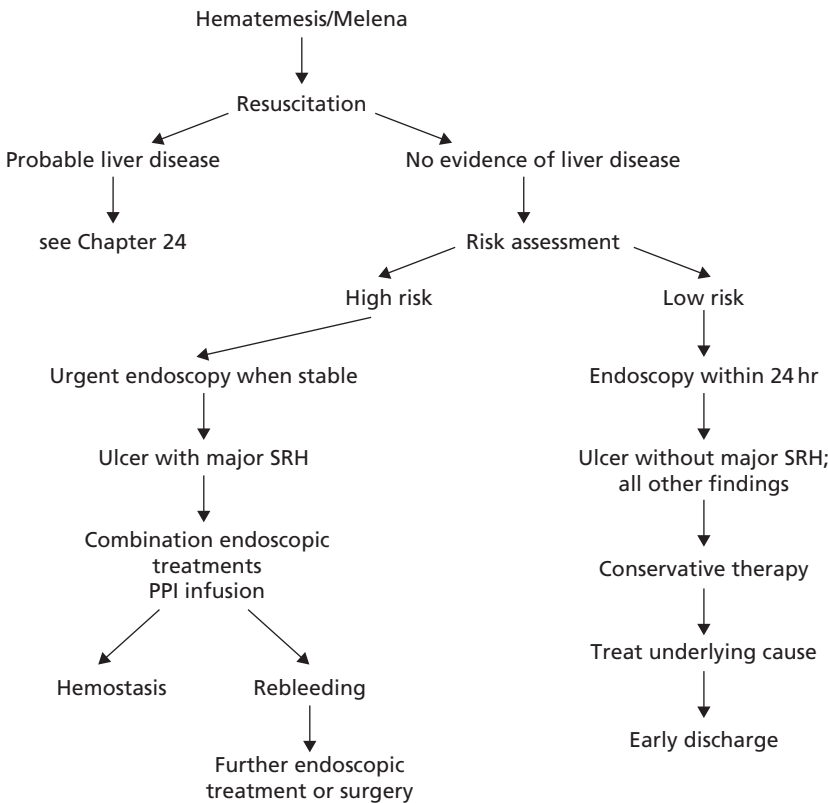 Hematemesis/Melena
Resuscitation
Probable liver disease
No evidence of liver disease
see Chapter 24
Risk assessment
High risk
Low risk
Urgent endoscopy when stable
Endoscopy within 24 hr
Ulcer with major SRH
Ulcer without major SRH;
all other findings
Combination endoscopic
treatments
PPI infusion
Conservative therapy
Treat underlying cause
Hemostasis
Rebleeding
Early discharge
Further endoscopic
treatment or surgery